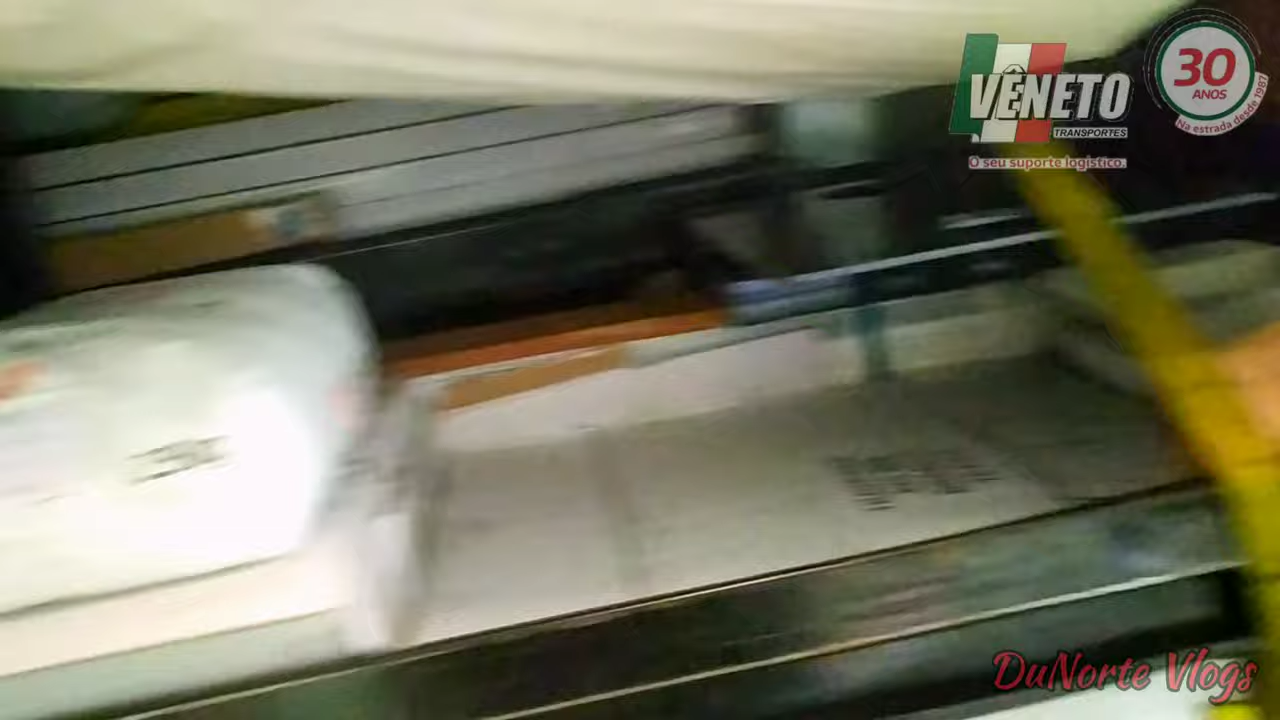 VÊNETO
TRANSPORTES
O seu suporte logístico.
30
ANOS
Na estrada desde 1987
DuNorte Vlogs